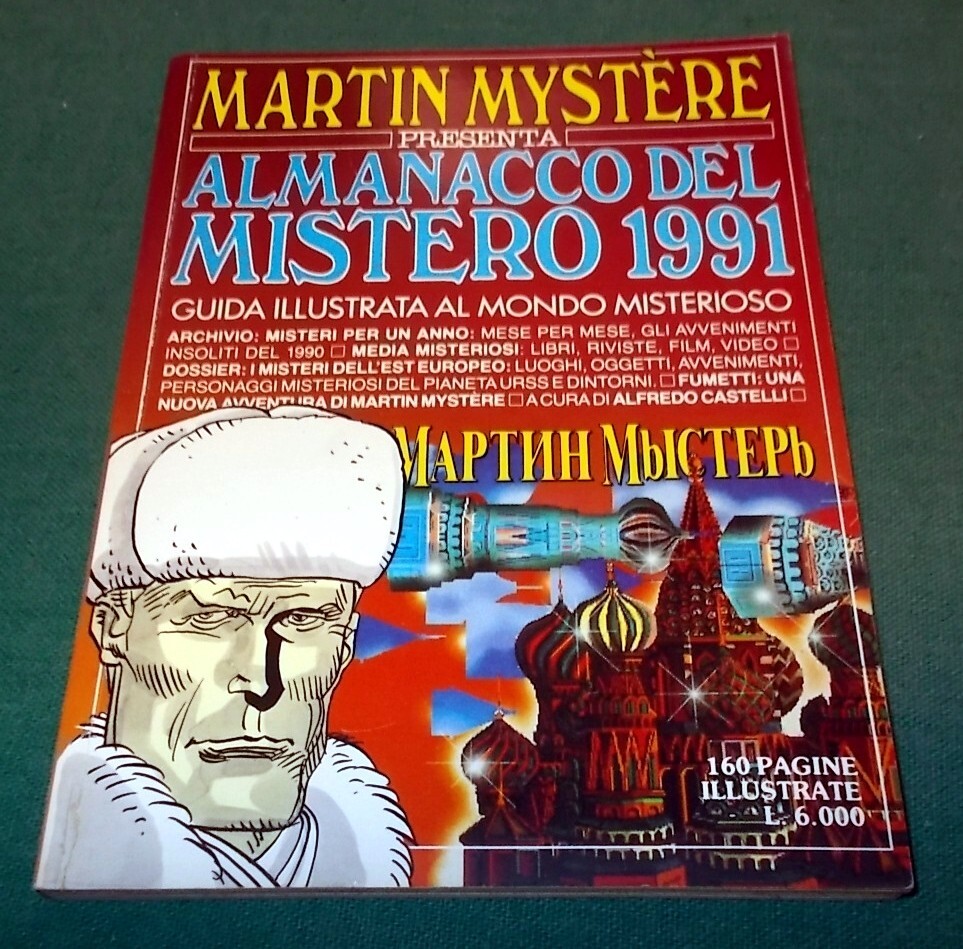 MARTIN MYSTÈRE
PRESENTA
ALMANACCO DEL
MISTERO 1991
GUIDA ILLUSTRATA AL MONDO MISTERIOSO
ARCHIVIO: MISTERI PER UN ANNO: MESE PER MESE, GLI AVVENIMENTI
INSOLITI DEL 1990 □ MEDIA MISTERIOSI: LIBRI, RIVISTE, FILM, VIDEO □
DOSSIER: I MISTERI DELL'EST EUROPEO: LUOGHI, OGGETTI, AVVENIMENTI,
PERSONAGGI MISTERIOSI DEL PIANETA URSS E DINTORNI. □ FUMETTI: UNA
NUOVA AVVENTURA DI MARTIN MYSTÈRE □ A CURA DI ALFREDO CASTELLI □
МАРТИН МЫСТЕРЬ
160 PAGINE
ILLUSTRATE
L. 6.000